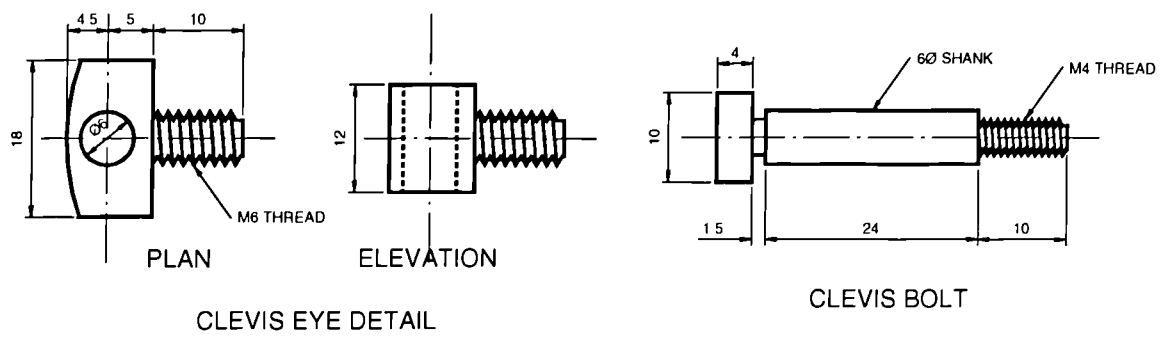 4 5 5 10
18
Ød
M6 THREAD
PLAN
12
ELEVATION
CLEVIS EYE DETAIL
4
6Ø SHANK
M4 THREAD
10
1 5 24 10
CLEVIS BOLT